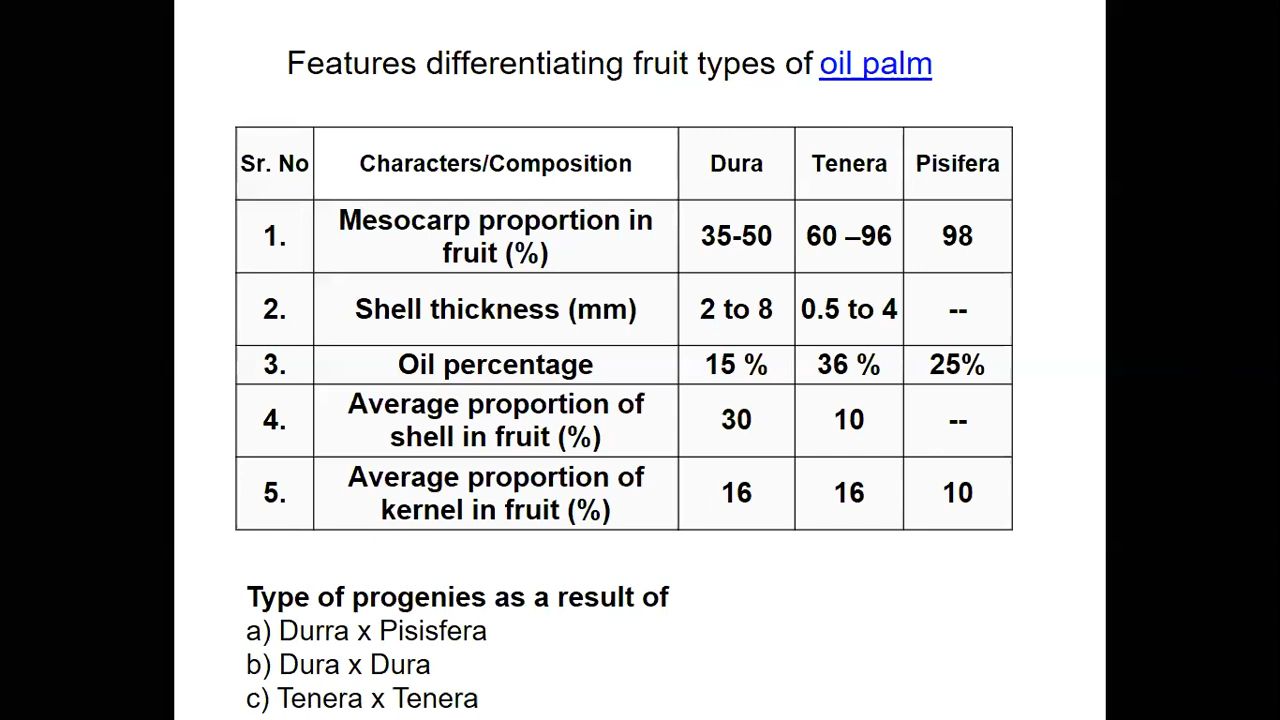 Features differentiating fruit types of oil palm
Sr. No Characters/Composition Dura Tenera Pisifera
1. Mesocarp proportion in fruit (%) 35-50 60 –96 98
2. Shell thickness (mm) 2 to 8 0.5 to 4 --
3. Oil percentage 15 % 36 % 25%
4. Average proportion of shell in fruit (%) 30 10 --
5. Average proportion of kernel in fruit (%) 16 16 10
Type of progenies as a result of
a) Durra x Pisisfera
b) Dura x Dura
c) Tenera x Tenera